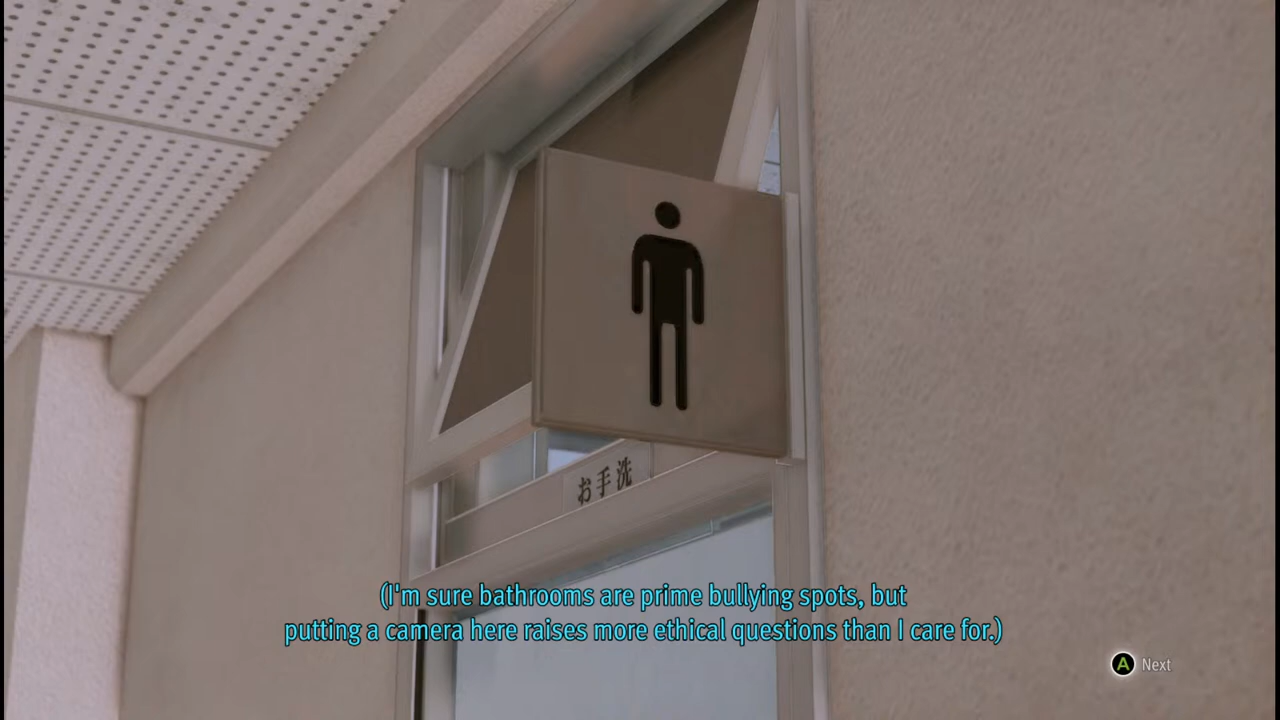 お手洗
(I'm sure bathrooms are prime bullying spots, but
putting a camera here raises more ethical questions than I care for.)
A Next